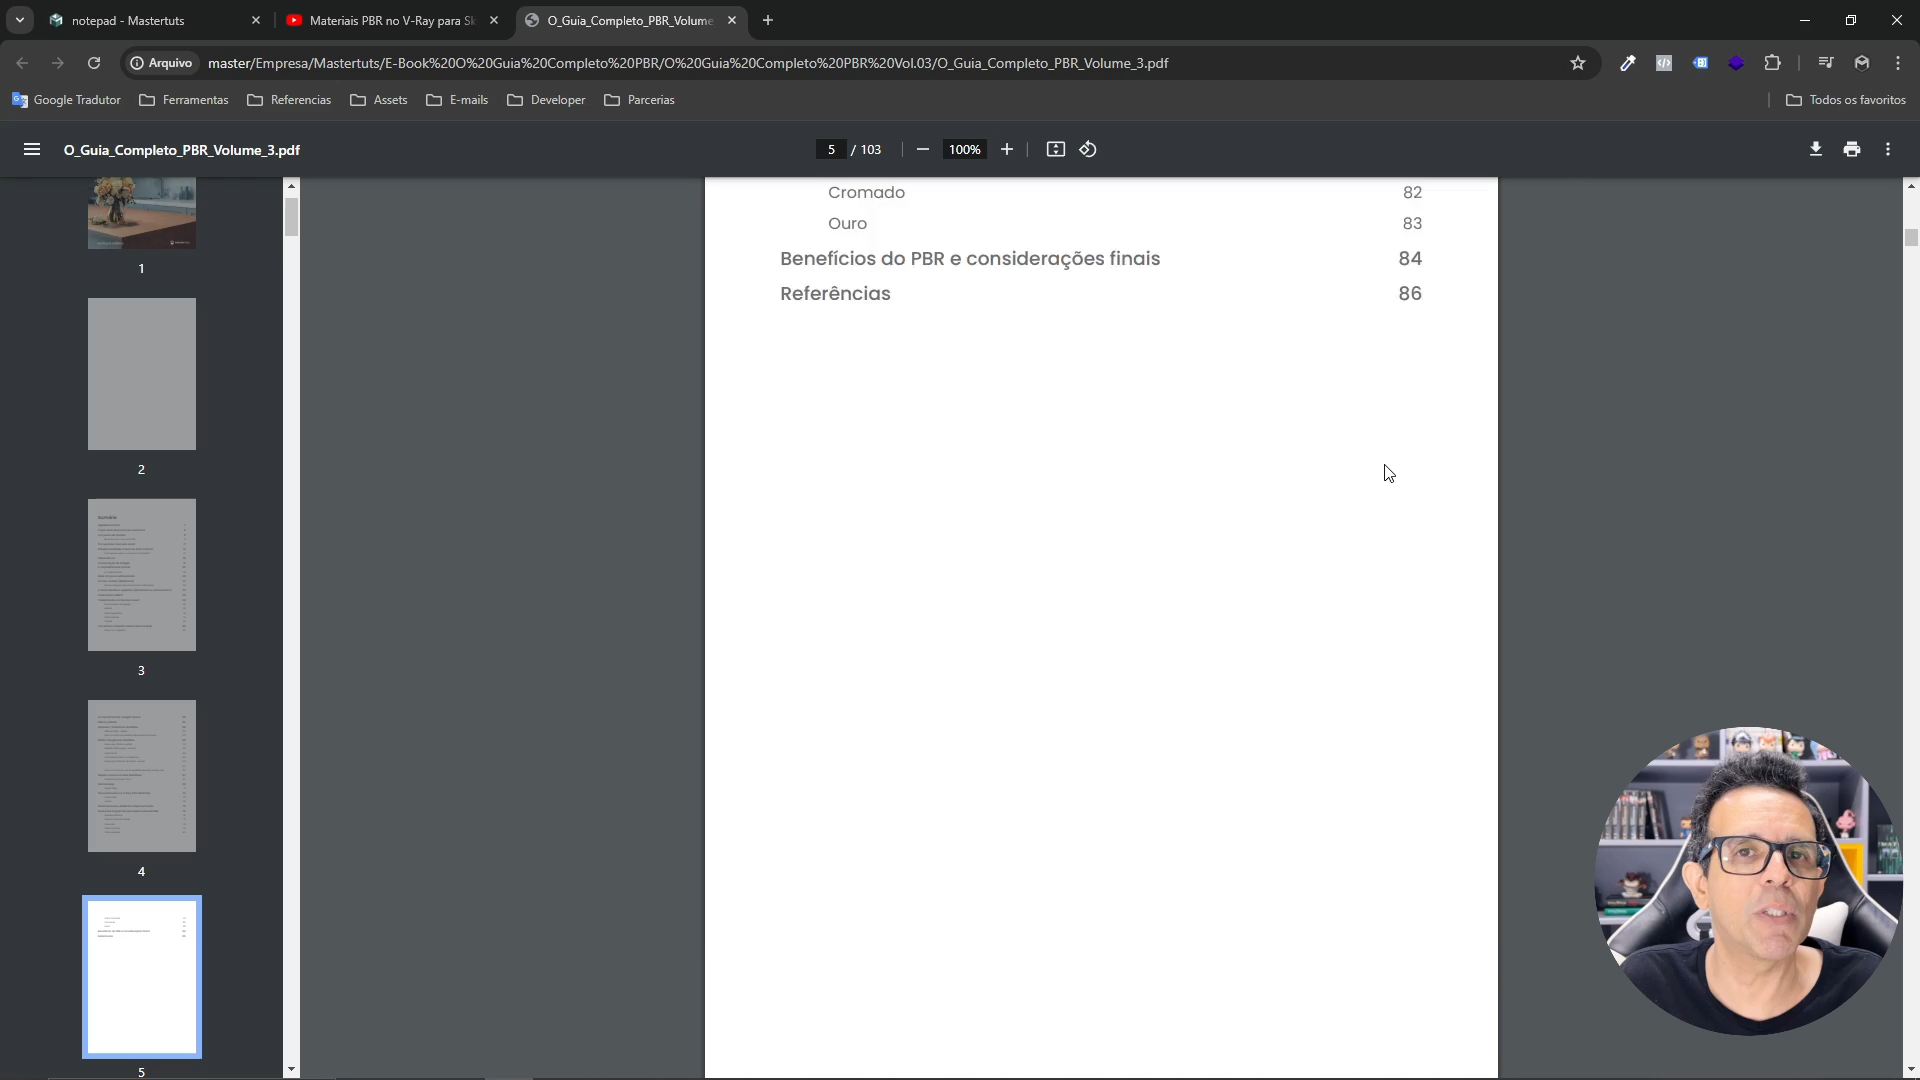 notepad - Mastertuts
Materiais PBR no V-Ray para Sk
O_Guia_Completo_PBR_Volume_
Arquivo
master/Empresa/Mastertuts/E-Book%20O%20Guia%20Completo%20PBR/O%20Guia%20Completo%20PBR%20Vol.03/O_Guia_Completo_PBR_Volume_3.pdf
Google Tradutor
Ferramentas
Referencias
Assets
E-mails
Developer
Parcerias
Todos os favoritos
O_Guia_Completo_PBR_Volume_3.pdf
5 / 103
100%
1
2
Sumário
3
4
5
Cromado 82
Ouro 83
Benefícios do PBR e considerações finais 84
Referências 86